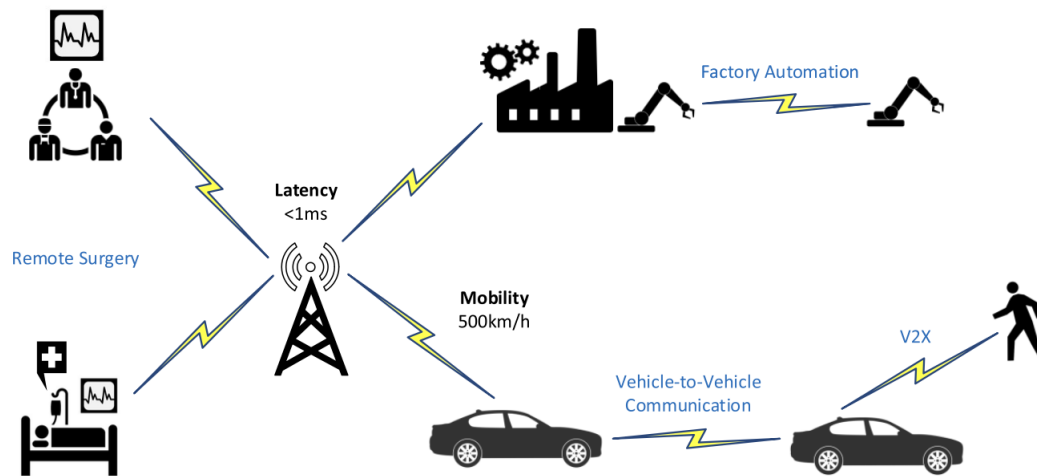 Factory Automation
Latency
<1ms
Remote Surgery
Mobility
500km/h
V2X
Vehicle-to-Vehicle
Communication